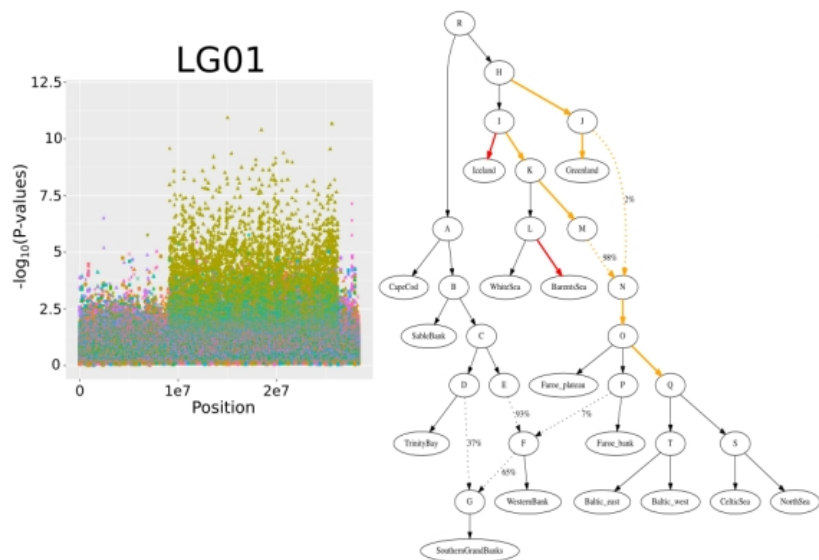 LG01
12.5
10
7.5
5
2.5
0
-log10(P-values)
0
1e7
2e7
Position
R
H
I
J
Iceland
K
Greenland
2%
A
L
M
98%
CapeCod
B
WhiteSea
BarentsSea
N
SableBank
C
O
D
E
Faroe_plateau
P
Q
93%
7%
TrinityBay
37%
F
Faroe_bank
T
S
65%
G
WesternBank
Baltic_east
Baltic_west
CelticSea
NorthSea
SouthernGrandBanks